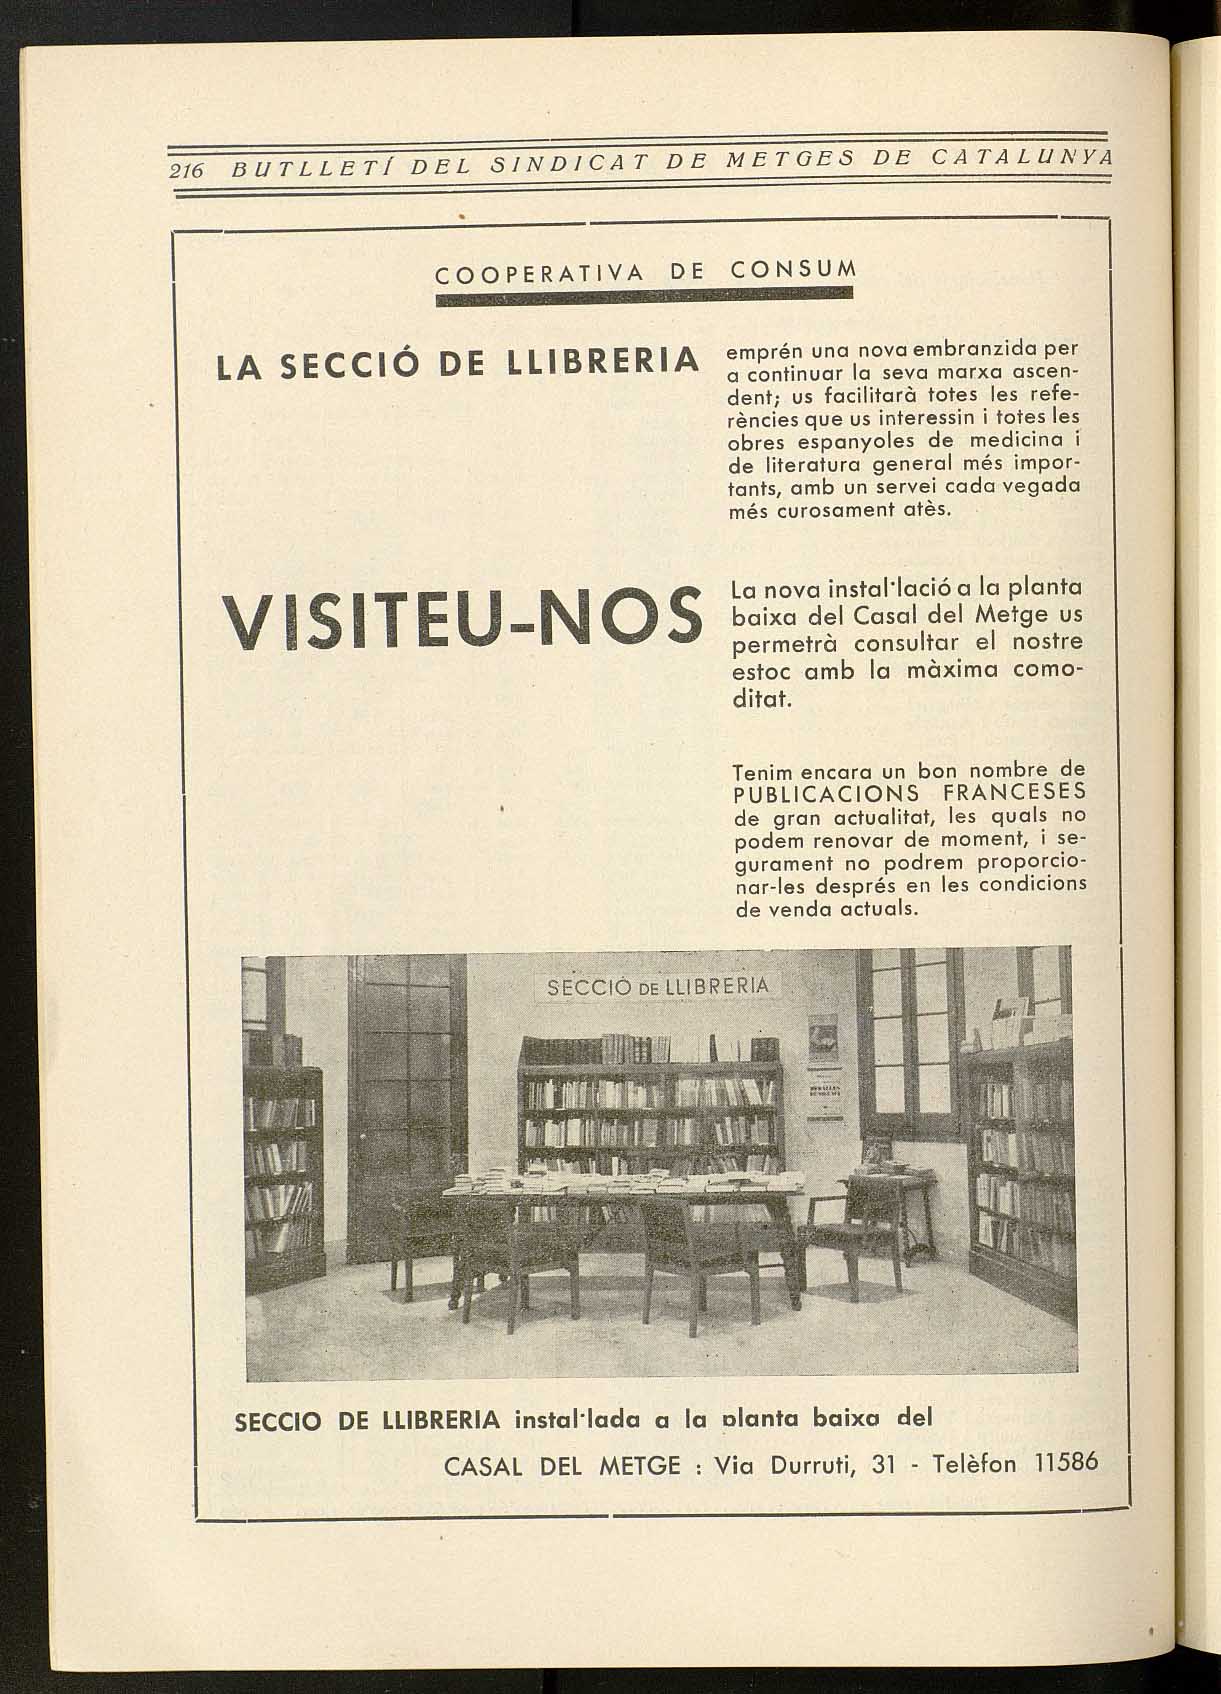 216 BUTLLETÍ DEL SINDICAT DE METGES DE CATALUNYA
COOPERATIVA DE CONSUM
LA SECCIÓ DE LLIBRERIA
emprén una nova embranzida per
a continuar la seva marxa ascen-
dent; us facilitarà totes les refe-
rències que us interessin i totes les
obres espanyoles de medicina i
de literatura general més impor-
tants, amb un servei cada vegada
més curosament atès.
VISITEU-NOS
La nova instal·lació a la planta
baixa del Casal del Metge us
permetrà consultar el nostre
estoc amb la màxima como-
ditat.
Tenim encara un bon nombre de
PUBLICACIONS FRANCESES
de gran actualitat, les quals no
podem renovar de moment, i se-
gurament no podrem proporcio-
nar-les després en les condicions
de venda actuals.
SECCIÓ DE LLIBRERIA
SECCIO DE LLIBRERIA instal·lada a la planta baixa del
CASAL DEL METGE : Via Durruti, 31 - Telèfon 11586